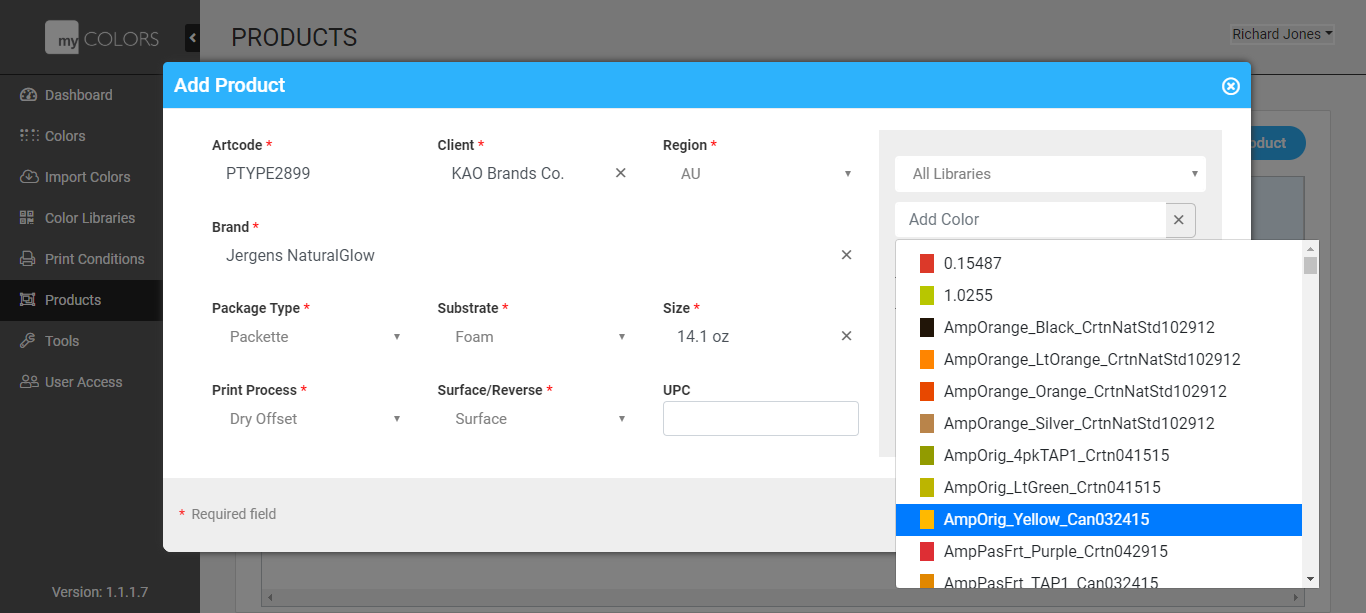 my COLORS
PRODUCTS
Richard Jones
Dashboard
Colors
Import Colors
Color Libraries
Print Conditions
Products
Tools
User Access
Version: 1.1.1.7
Add Product
Artcode *
PTYPE2899
Client *
KAO Brands Co.
Region *
AU
Brand *
Jergens NaturalGlow
Package Type *
Packette
Substrate *
Foam
Size *
14.1 oz
Print Process *
Dry Offset
Surface/Reverse *
Surface
UPC
* Required field
oduct
All Libraries
Add Color
0.15487
1.0255
AmpOrange_Black_CrtnNatStd102912
AmpOrange_LtOrange_CrtnNatStd102912
AmpOrange_Orange_CrtnNatStd102912
AmpOrange_Silver_CrtnNatStd102912
AmpOrig_4pkTAP1_Crtn041515
AmpOrig_LtGreen_Crtn041515
AmpOrig_Yellow_Can032415
AmpPasFrt_Purple_Crtn042915
AmpPasFrt_TAP1_Can032415